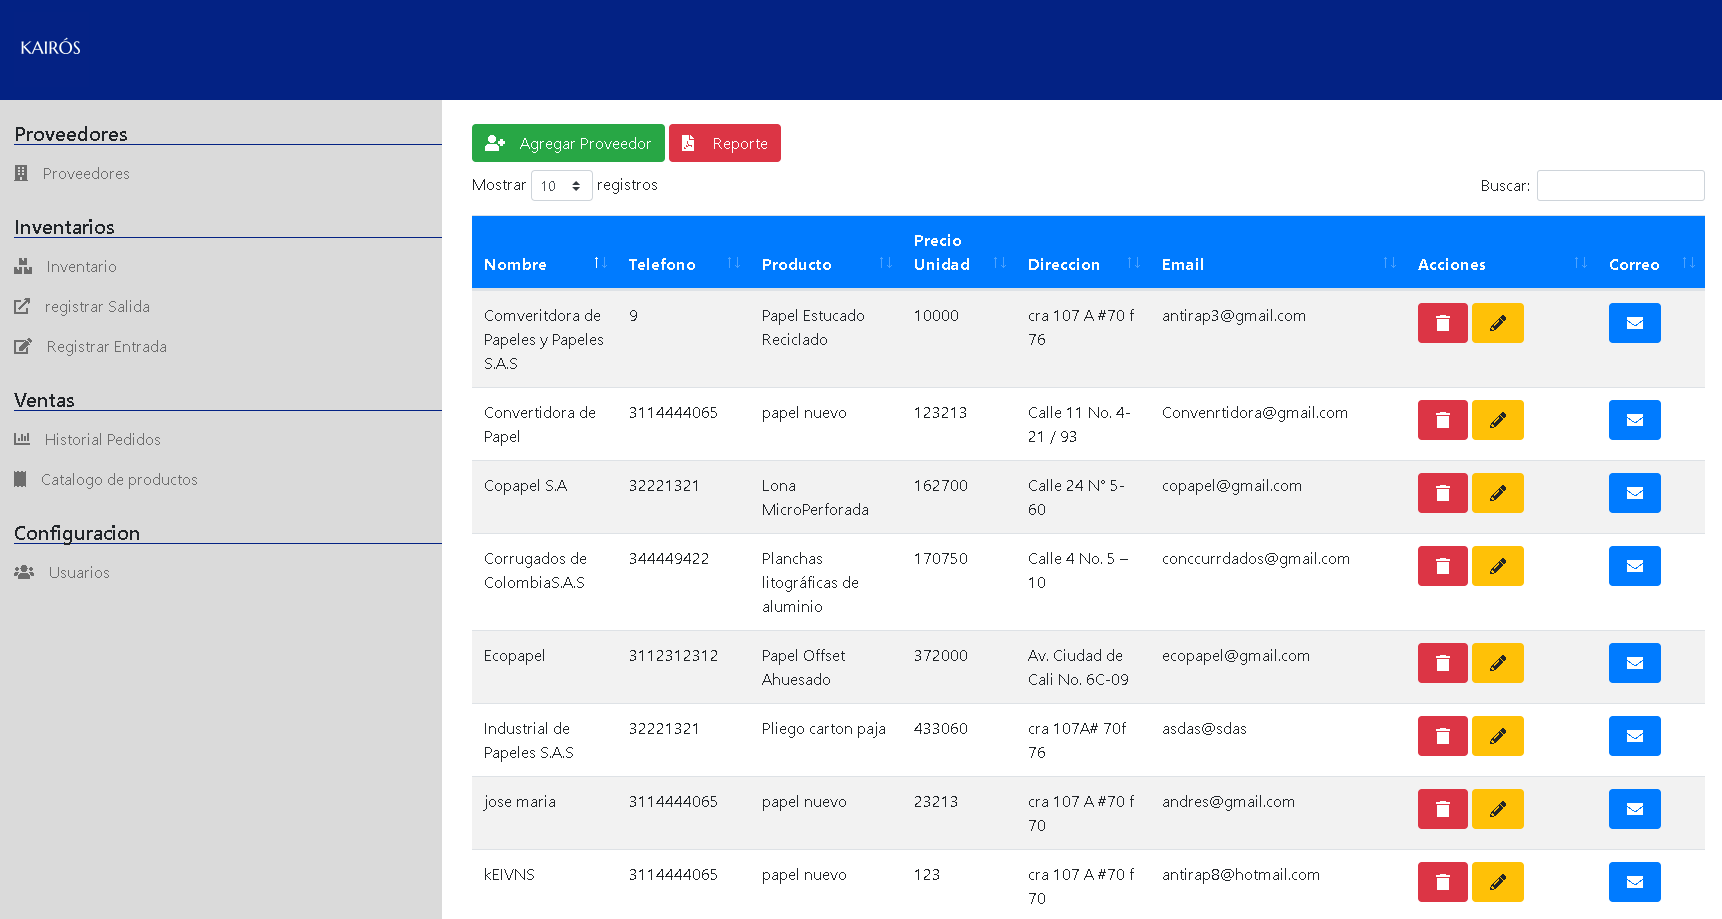 KAIRÓS
Proveedores
Proveedores
Inventarios
Inventario
registrar Salida
Registrar Entrada
Ventas
Historial Pedidos
Catalogo de productos
Configuracion
Usuarios
Agregar Proveedor Reporte
Mostrar 10 registros Buscar:
Precio
Nombre Telefono Producto Unidad Direccion Email Acciones Correo
Comveritdora de 9 Papel Estucado 10000 cra 107 A #70 f antirap3@gmail.com
Papeles y Papeles Reciclado 76
S.A.S
Convertidora de 3114444065 papel nuevo 123213 Calle 11 No. 4- Convenrtidora@gmail.com
Papel 21 / 93
Copapel S.A 32221321 Lona 162700 Calle 24 N° 5- copapel@gmail.com
MicroPerforada 60
Corrugados de 344449422 Planchas 170750 Calle 4 No. 5 – conccurrdados@gmail.com
ColombiaS.A.S litográficas de 10
aluminio
Ecopapel 3112312312 Papel Offset 372000 Av. Ciudad de ecopapel@gmail.com
Ahuesado Cali No. 6C-09
Industrial de 32221321 Pliego carton paja 433060 cra 107A# 70f asdas@sdas
Papeles S.A.S 76
jose maria 3114444065 papel nuevo 23213 cra 107 A #70 f andres@gmail.com
70
kEIVNS 3114444065 papel nuevo 123 cra 107 A #70 f antirap8@hotmail.com
70